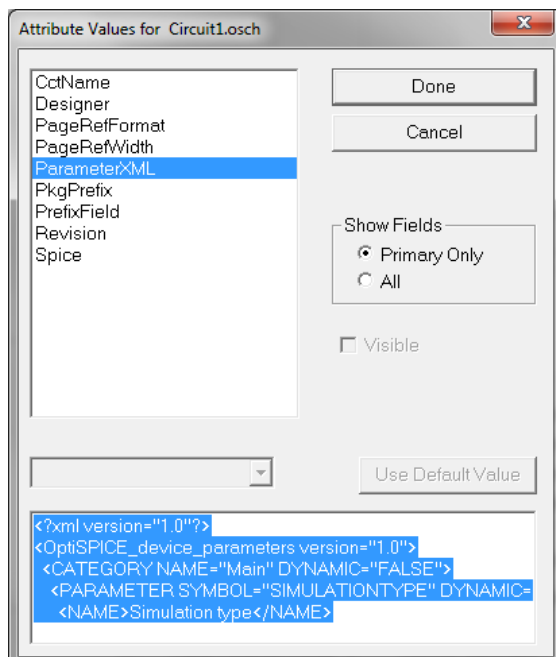 Attribute Values for Circuit1.osch
CctName
Designer
PageRefFormat
PageRefWidth
ParameterXML
PkgPrefix
PrefixField
Revision
Spice
Done
Cancel
Show Fields
Primary Only
All
Visible
Use Default Value
<?xml version="1.0"?>
<OptiSPICE_device_parameters version="1.0">
<CATEGORY NAME="Main" DYNAMIC="FALSE">
<PARAMETER SYMBOL="SIMULATIONTYPE" DYNAMIC=
<NAME>Simulation type</NAME>